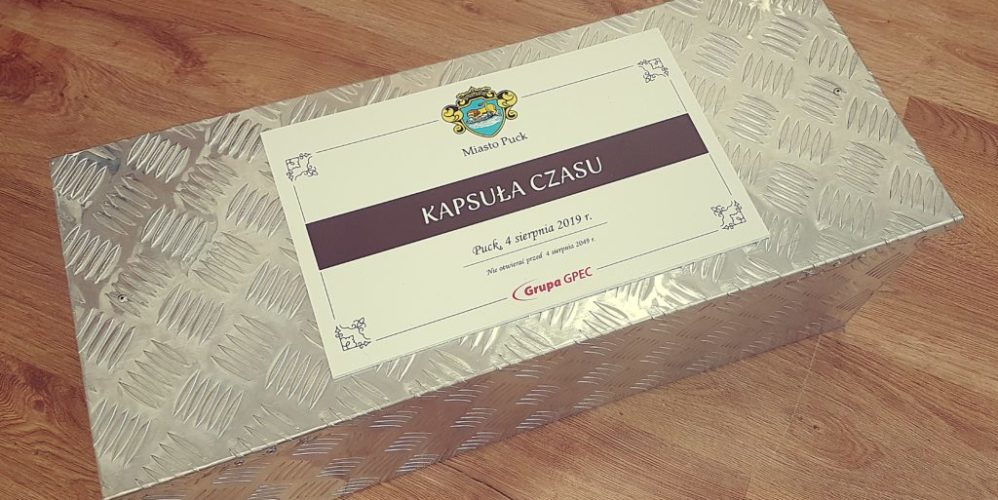 Miasto Puck
KAPSUŁA CZASU
Puck, 4 sierpnia 2019 r.
Nie otwierać przed 4 sierpnia 2049 r.
Grupa GPEC